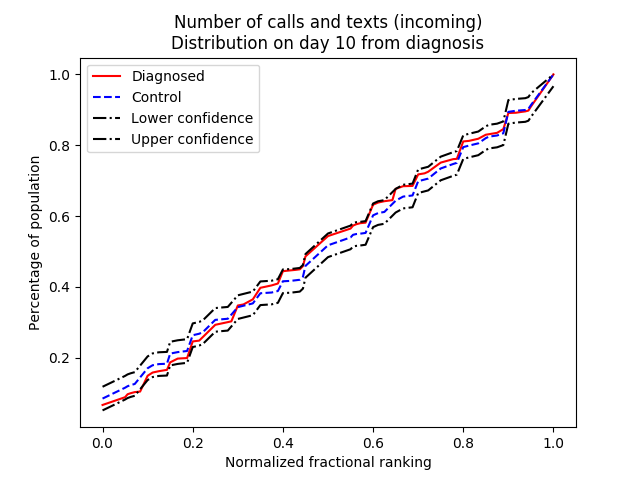 Number of calls and texts (incoming)
Distribution on day 10 from diagnosis
Diagnosed
Control
Lower confidence
Upper confidence
Percentage of population
1.0
0.8
0.6
0.4
0.2
0.0 0.2 0.4 0.6 0.8 1.0
Normalized fractional ranking